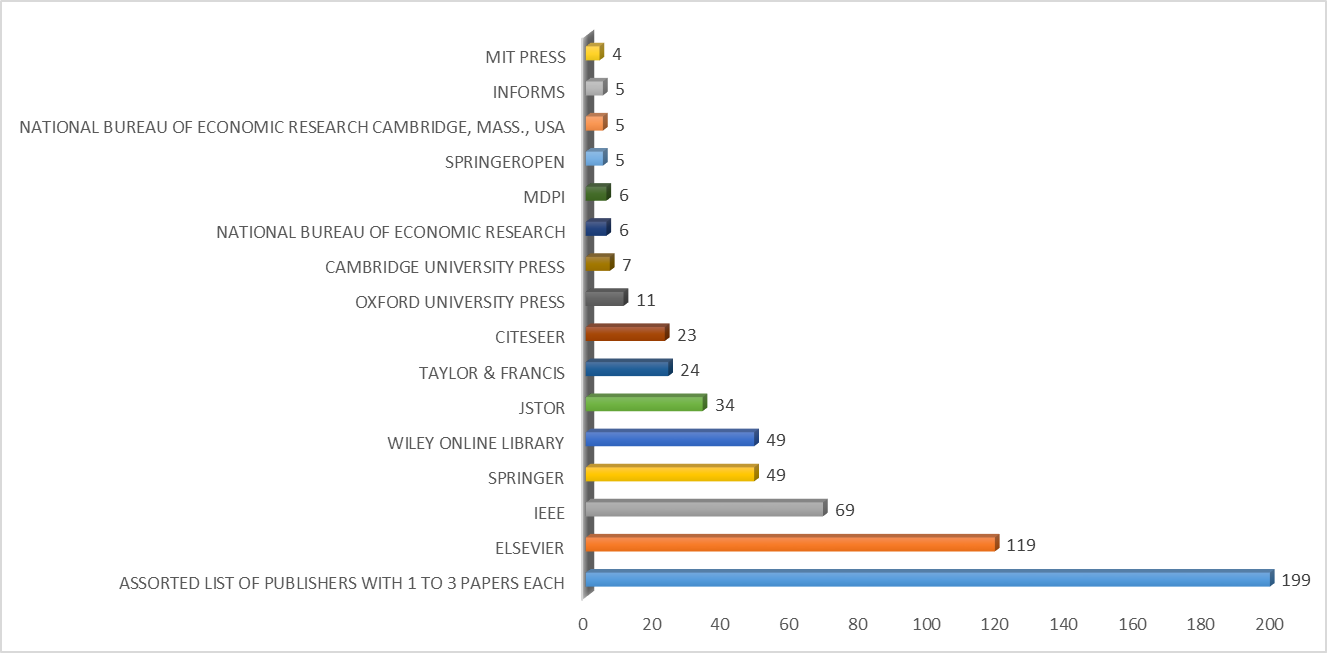 MIT PRESS 4
INFORMS 5
NATIONAL BUREAU OF ECONOMIC RESEARCH CAMBRIDGE, MASS., USA 5
SPRINGEROPEN 5
MDPI 6
NATIONAL BUREAU OF ECONOMIC RESEARCH 6
CAMBRIDGE UNIVERSITY PRESS 7
OXFORD UNIVERSITY PRESS 11
CITESEER 23
TAYLOR & FRANCIS 24
JSTOR 34
WILEY ONLINE LIBRARY 49
SPRINGER 49
IEEE 69
ELSEVIER 119
ASSORTED LIST OF PUBLISHERS WITH 1 TO 3 PAPERS EACH 199
0 20 40 60 80 100 120 140 160 180 200